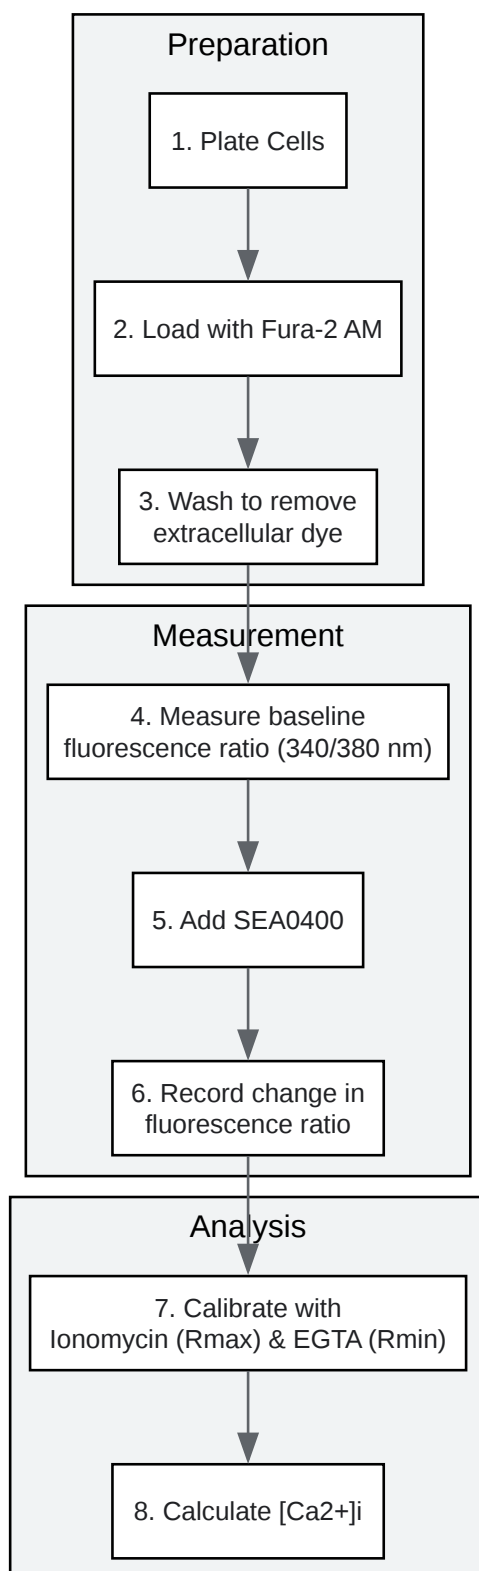 Preparation
1. Plate Cells
2. Load with Fura-2 AM
3. Wash to remove
extracellular dye
Measurement
4. Measure baseline
fluorescence ratio (340/380 nm)
5. Add SEA0400
6. Record change in
fluorescence ratio
Analysis
7. Calibrate with
Ionomycin (Rmax) & EGTA (Rmin)
8. Calculate [Ca2+]i